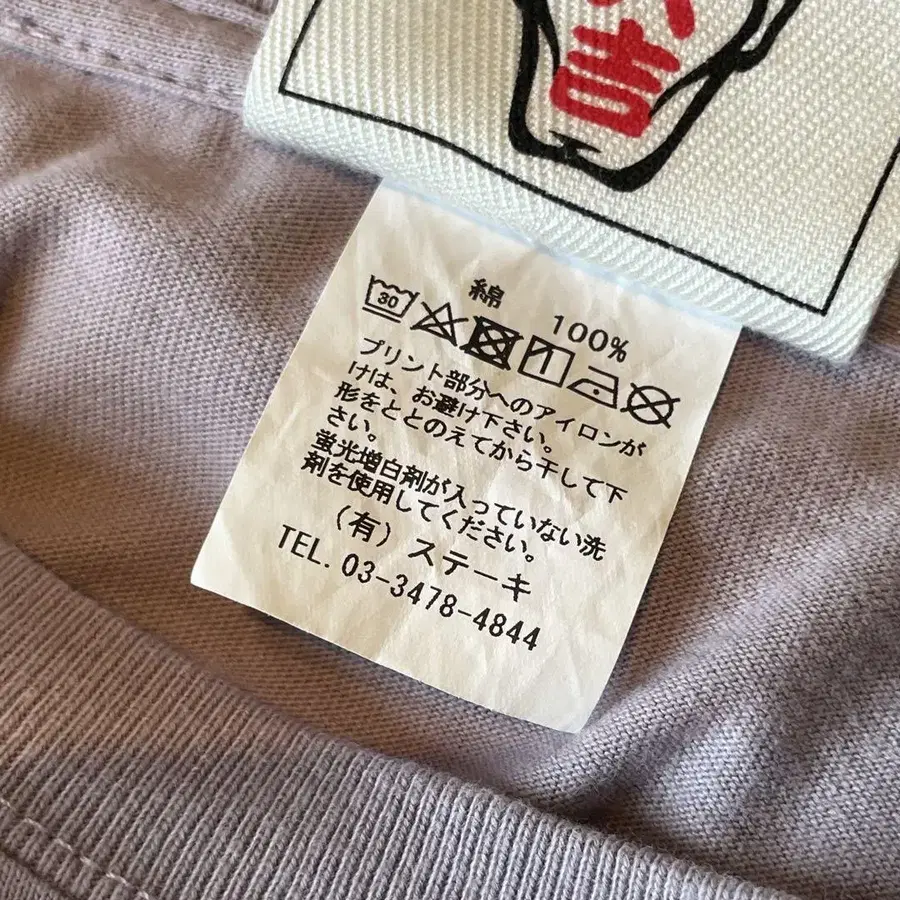 吉
綿 100%
30
プリント部分へのアイロンが
けは、お避け下さい。
形をととのえてから干して下
さい。
蛍光増白剤が入っていない洗
剤を使用してください。
(有) ステーキ
TEL. 03-3478-4844